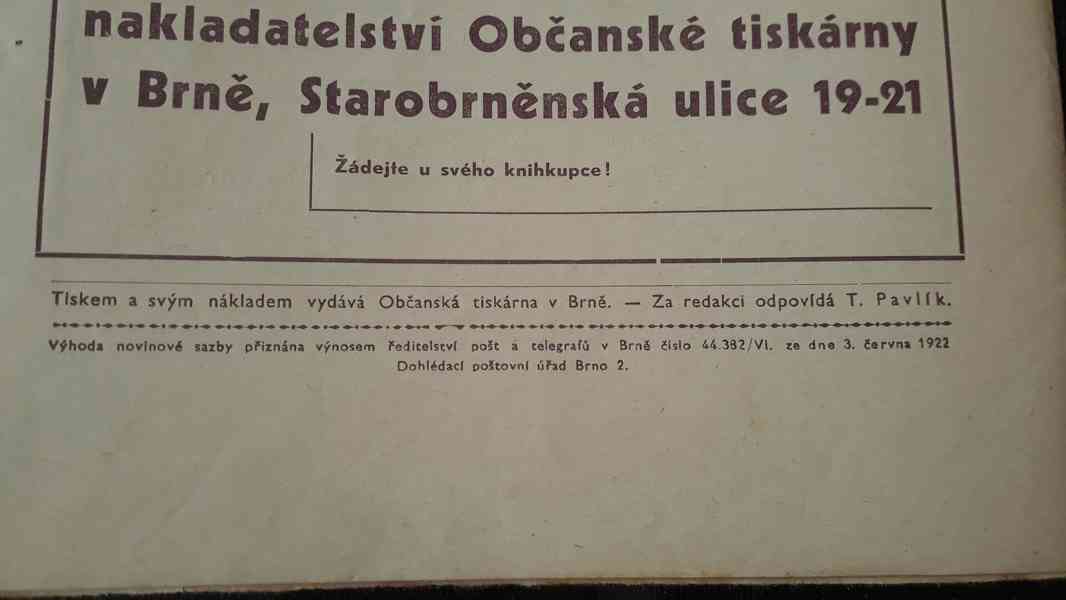 nakladatelství Občanské tiskárny
v Brně, Starobrněnská ulice 19-21
Žádejte u svého knihkupce!
Tiskem a svým nákladem vydává Občanská tiskárna v Brně. — Za redakci odpovídá T. Pavlík.
Výhoda novinové sazby přiznána výnosem ředitelství pošt a telegrafů v Brně číslo 44.382/VI. ze dne 3. června 1922
Dohlédací poštovní úřad Brno 2.